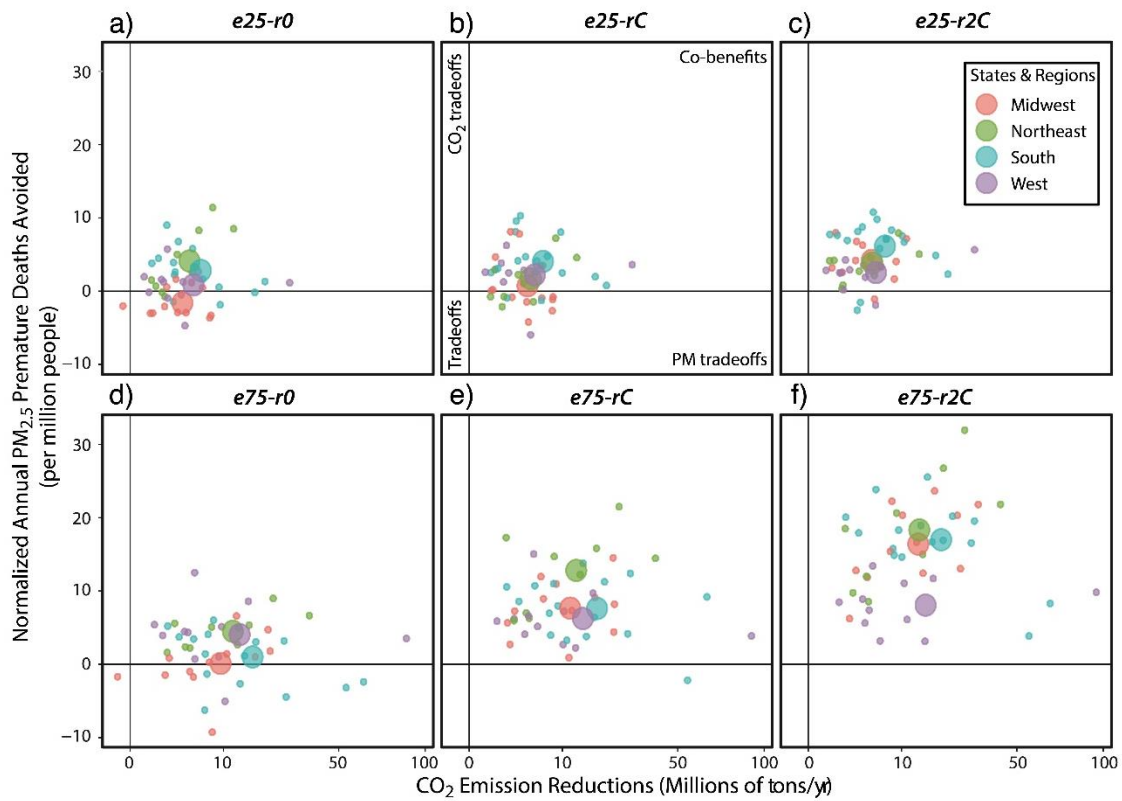 a) e25-r0
b) e25-rC
c) e25-r2C
CO2 tradeoffs
Co-benefits
Tradeoffs
PM tradeoffs
States & Regions
Midwest
Northeast
South
West
30
20
10
0
−10
d) e75-r0
e) e75-rC
f) e75-r2C
30
20
10
0
−10
0 10 50 100
0 10 50 100
0 10 50 100
Normalized Annual PM2.5 Premature Deaths Avoided
(per million people)
CO2 Emission Reductions (Millions of tons/yr)